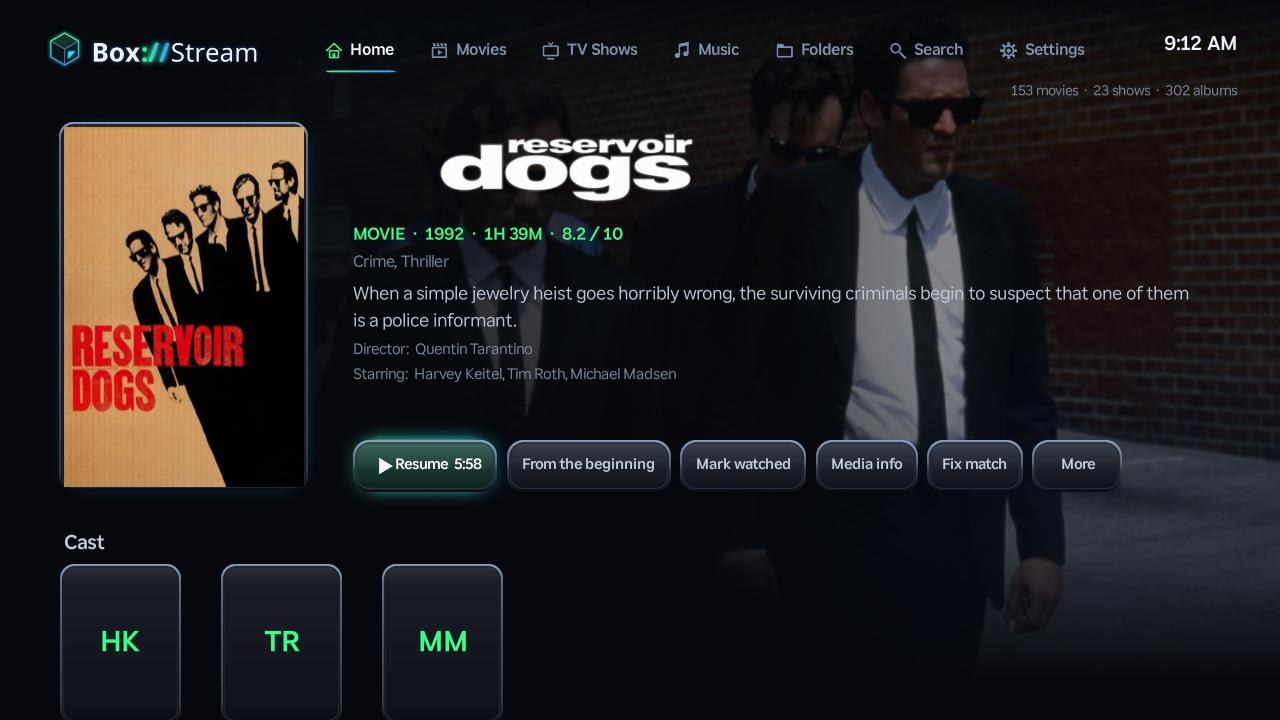 Box://Stream
Home Movies TV Shows Music Folders Search Settings
9:12 AM
153 movies · 23 shows · 302 albums
reservoir
dogs
RESERVOIR
DOGS
MOVIE · 1992 · 1H 39M · 8.2 / 10
Crime, Thriller
When a simple jewelry heist goes horribly wrong, the surviving criminals begin to suspect that one of them
is a police informant.
Director: Quentin Tarantino
Starring: Harvey Keitel, Tim Roth, Michael Madsen
Resume 5:58 From the beginning Mark watched Media info Fix match More
Cast
HK TR MM